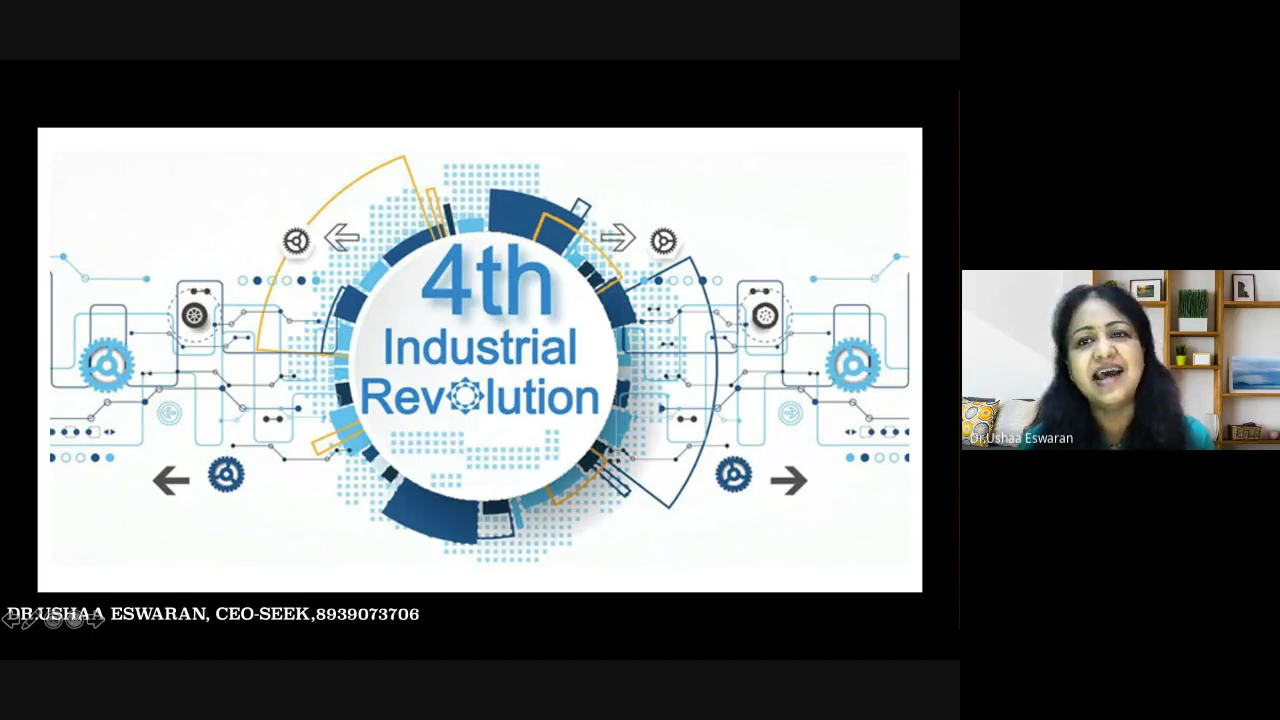 4th
Industrial
Revolution
DR.USHAA ESWARAN, CEO-SEEK,8939073706
Dr.Ushaa Eswaran